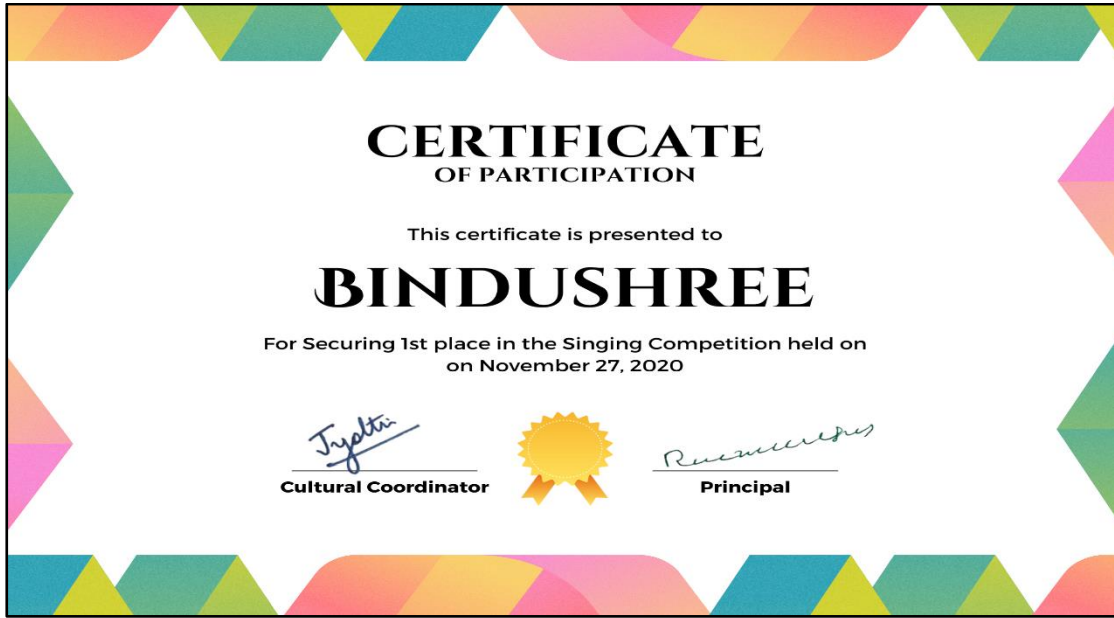 CERTIFICATE
OF PARTICIPATION
This certificate is presented to
BINDUSHREE
For Securing 1st place in the Singing Competition held on
on November 27, 2020
Cultural Coordinator
Principal